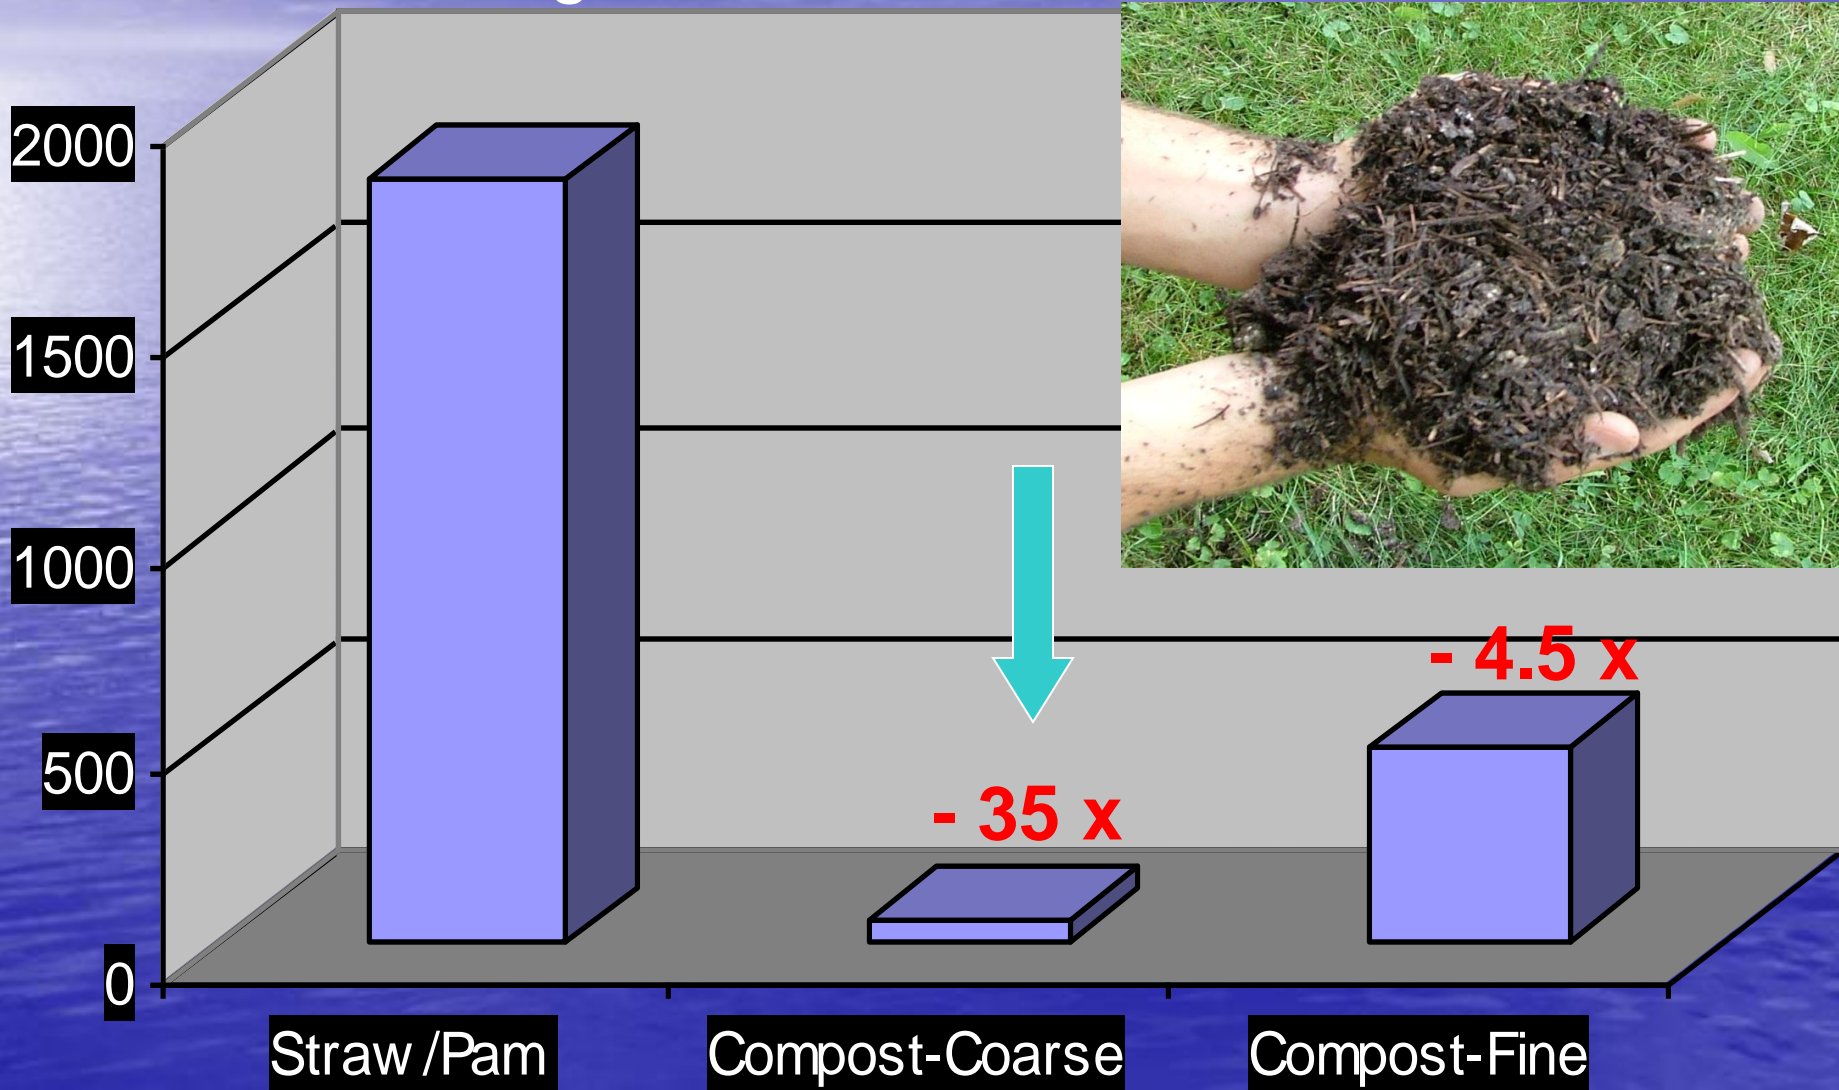 2000
1500
1000
500
0
- 4.5 x
- 35 x
Straw/Pam
Compost-Coarse
Compost-Fine